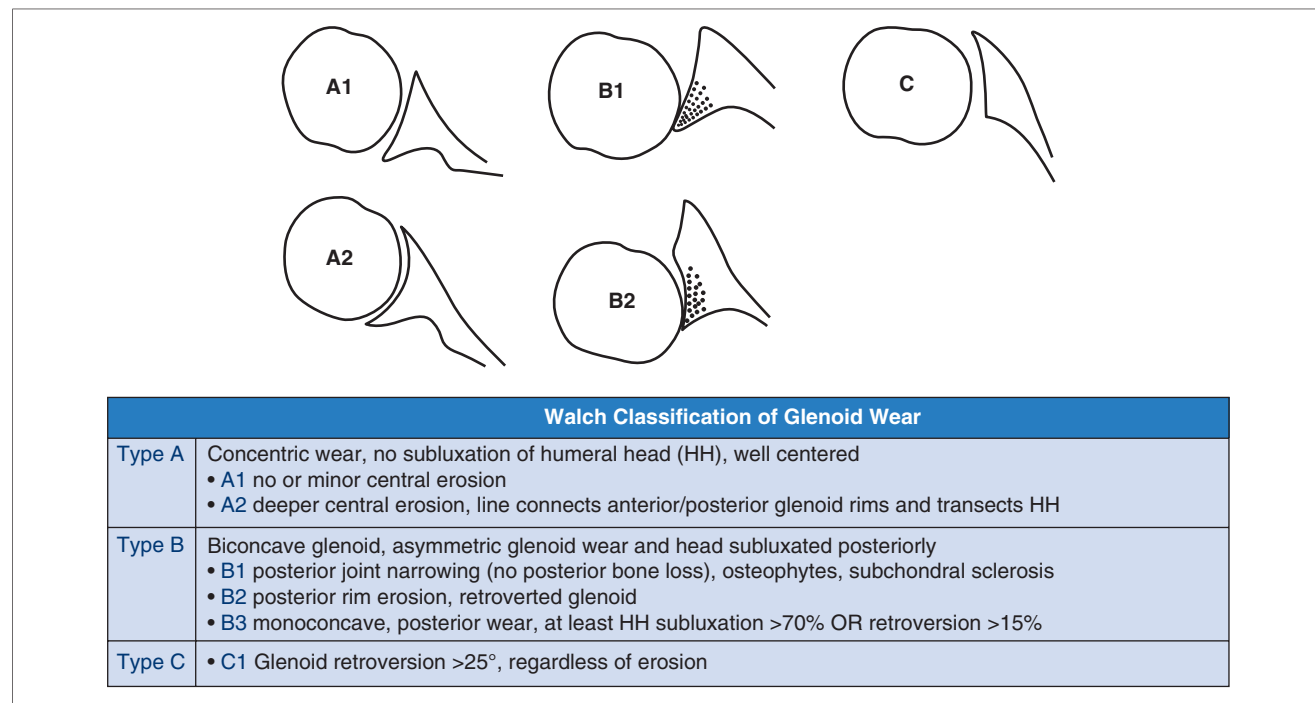 A1
B1
C
A2
B2
Walch Classification of Glenoid Wear
Type A
Concentric wear, no subluxation of humeral head (HH), well centered
• A1 no or minor central erosion
• A2 deeper central erosion, line connects anterior/posterior glenoid rims and transects HH
Type B
Biconcave glenoid, asymmetric glenoid wear and head subluxated posteriorly
• B1 posterior joint narrowing (no posterior bone loss), osteophytes, subchondral sclerosis
• B2 posterior rim erosion, retroverted glenoid
• B3 monoconcave, posterior wear, at least HH subluxation >70% OR retroversion >15%
Type C
• C1 Glenoid retroversion >25°, regardless of erosion